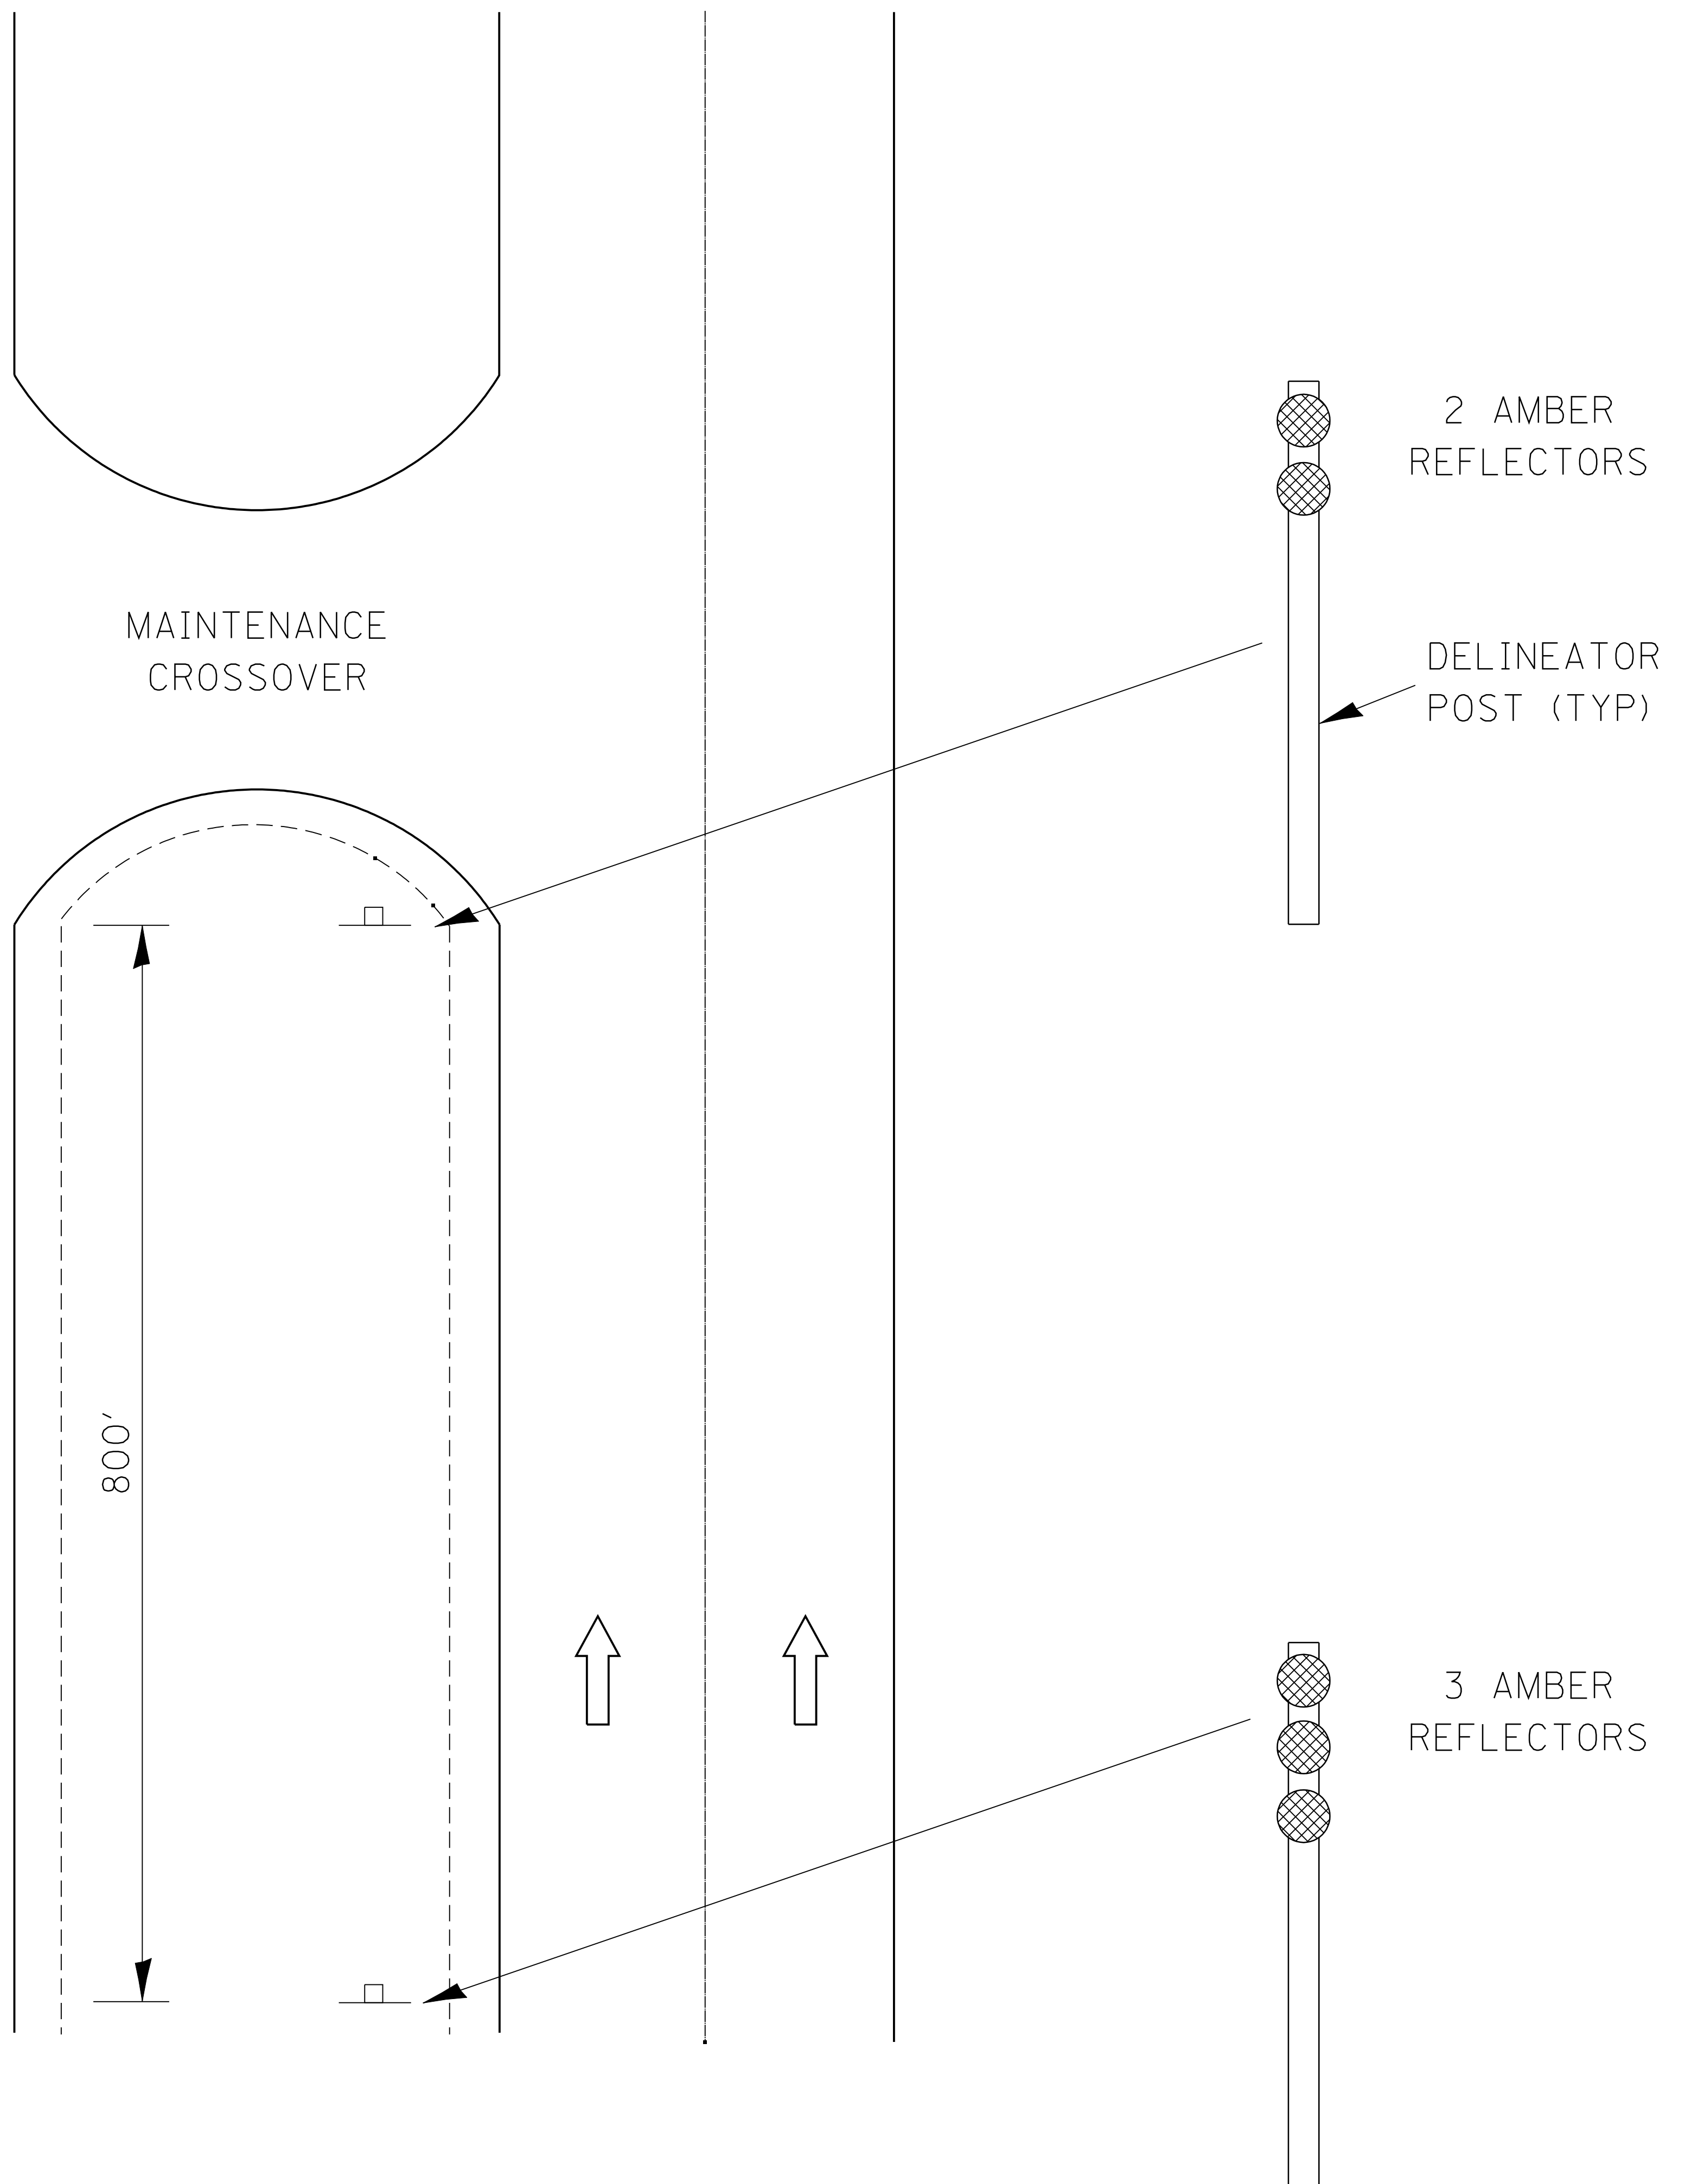 2 AMBER
REFLECTORS
MAINTENANCE
CROSSOVER
DELINEATOR
POST (TYP)
800'
3 AMBER
REFLECTORS